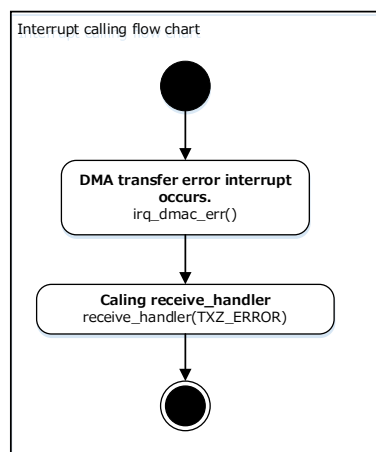 Interrupt calling flow chart
DMA transfer error interrupt
occurs.
irq_dmac_err()
Caling receive_handler
receive_handler(TXZ_ERROR)